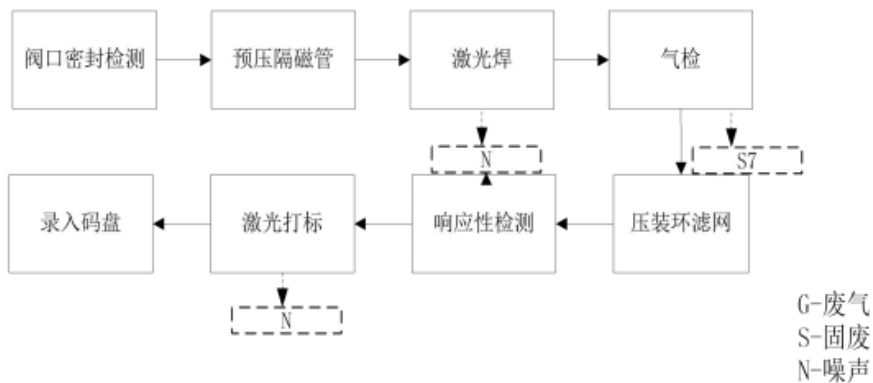 阀口密封检测
预压隔磁管
激光焊
气检
N
S7
录入码盘
激光打标
响应性检测
压装环滤网
N
G-废气
S-固废
N-噪声